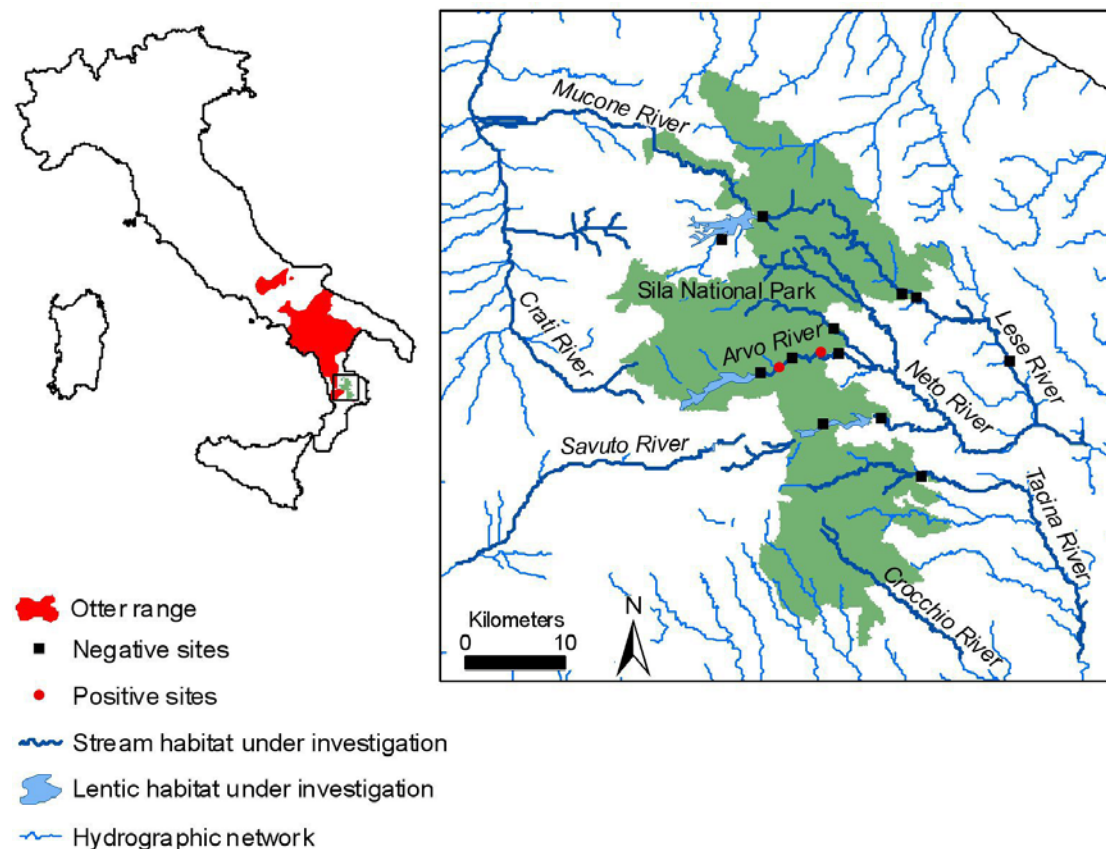 Mucone River
Sila National Park
Crati River
Arvo River
Lese River
Neto River
Savuto River
Tacina River
Crocchio River
Kilometers
0 10
N
Otter range
Negative sites
Positive sites
Stream habitat under investigation
Lentic habitat under investigation
Hydrographic network